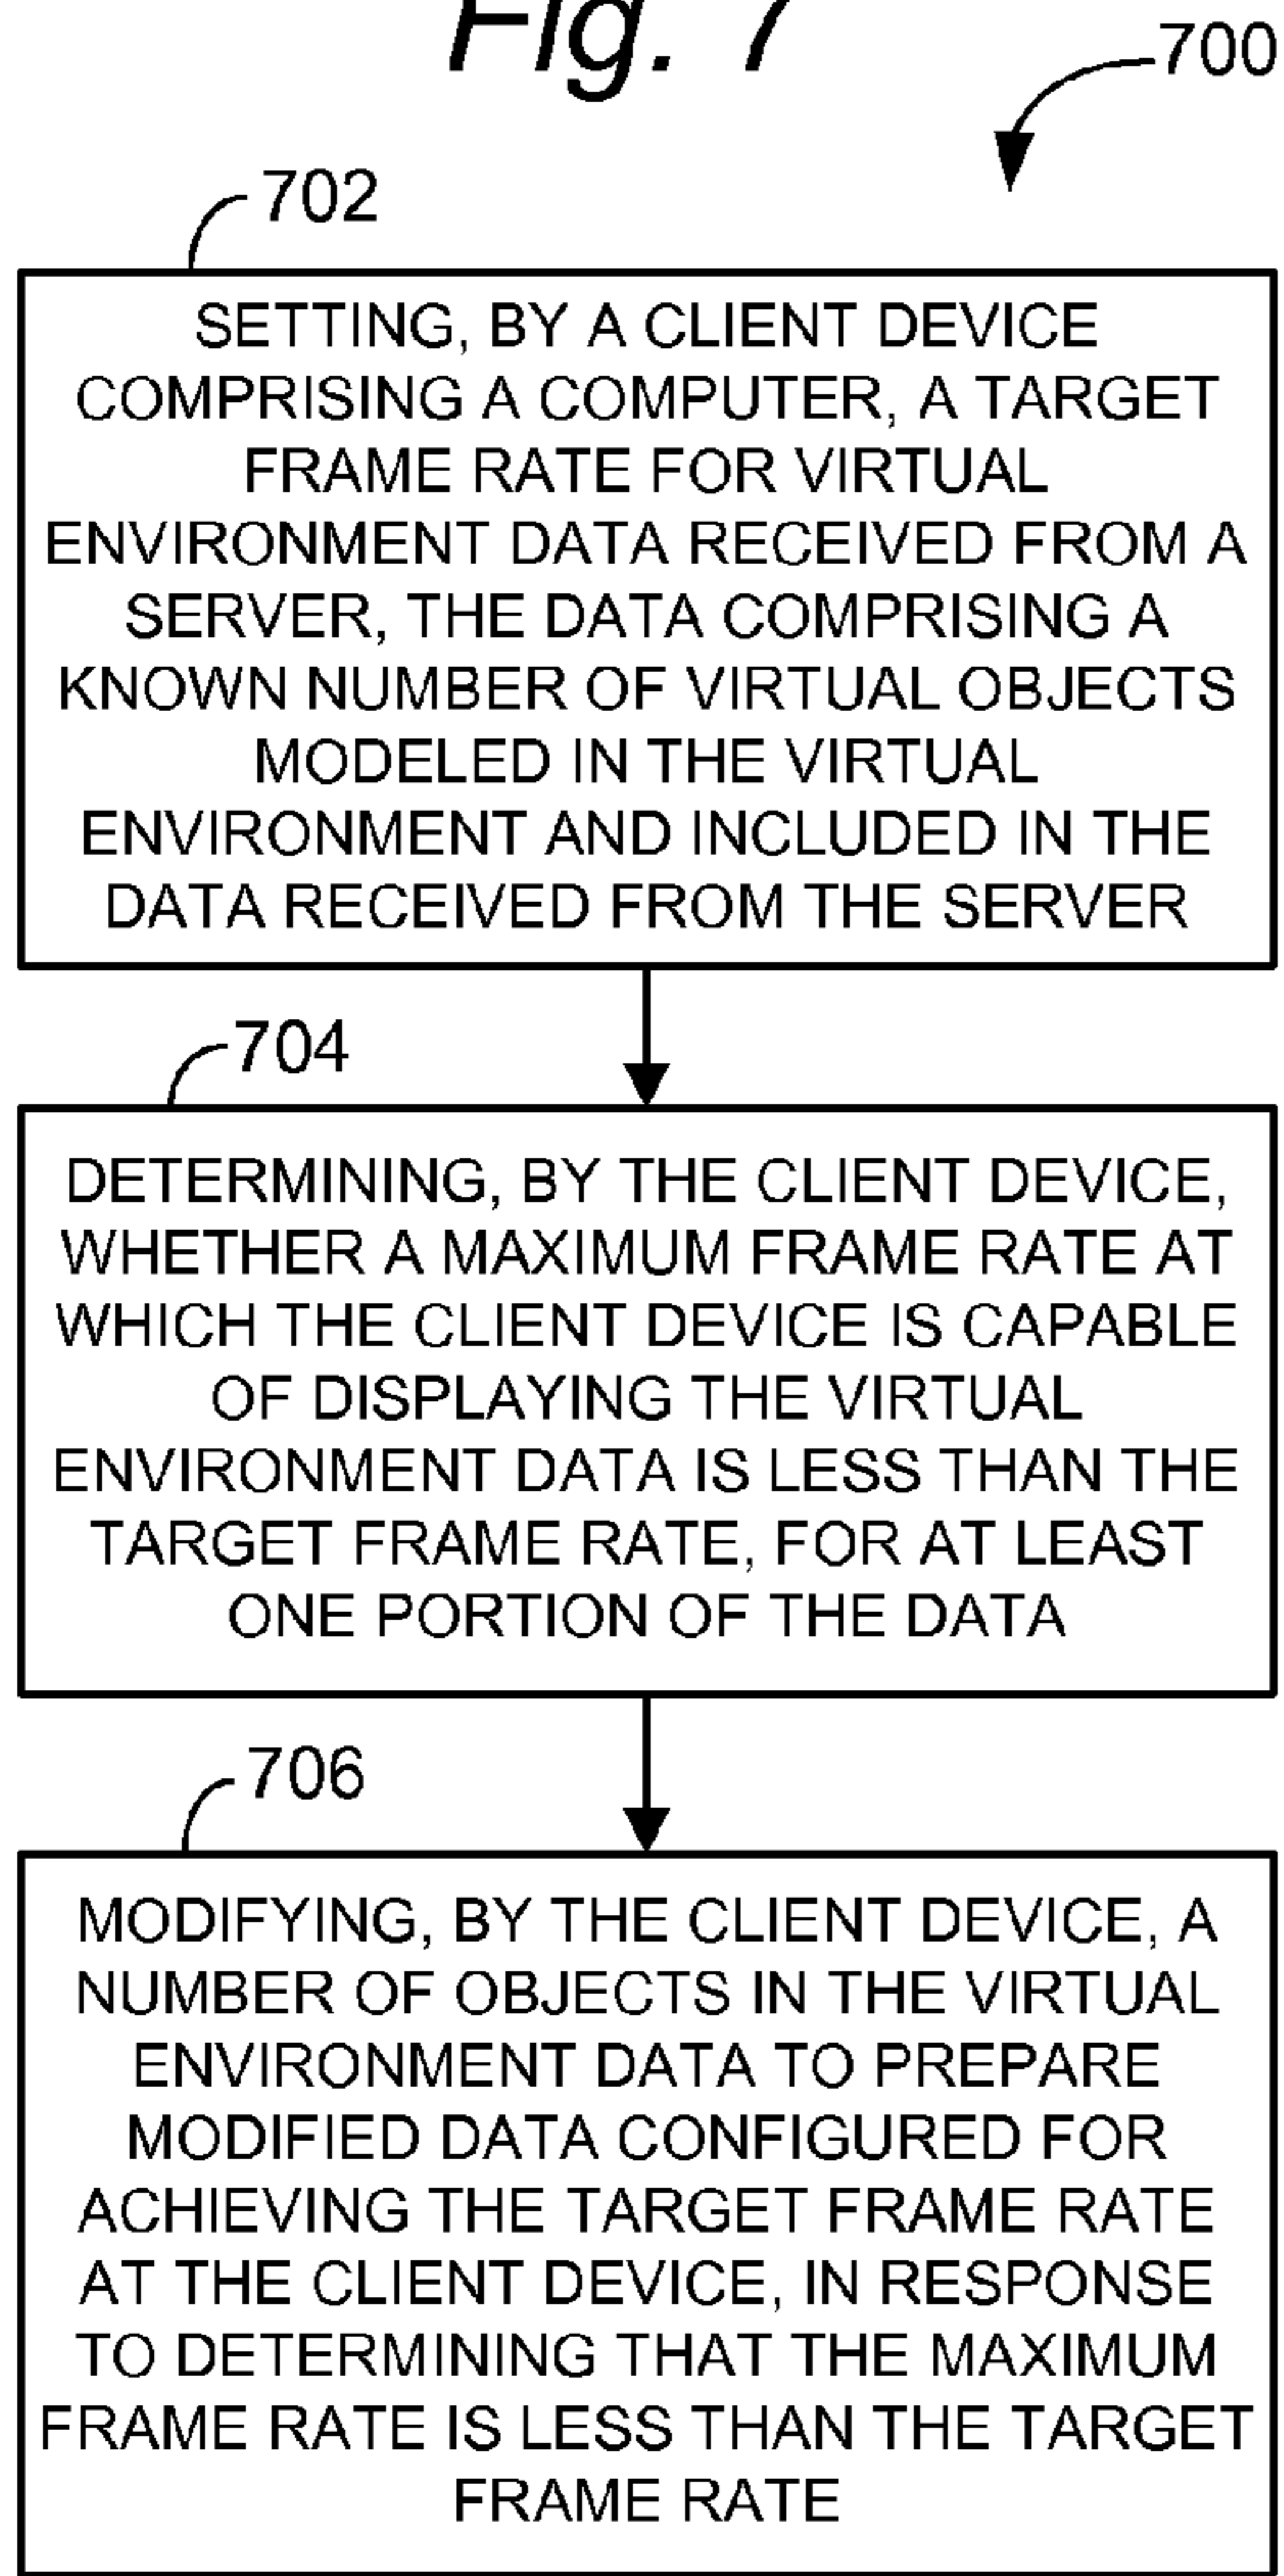 Fig. 7
700
702
SETTING, BY A CLIENT DEVICE
COMPRISING A COMPUTER, A TARGET
FRAME RATE FOR VIRTUAL
ENVIRONMENT DATA RECEIVED FROM A
SERVER, THE DATA COMPRISING A
KNOWN NUMBER OF VIRTUAL OBJECTS
MODELED IN THE VIRTUAL
ENVIRONMENT AND INCLUDED IN THE
DATA RECEIVED FROM THE SERVER
704
DETERMINING, BY THE CLIENT DEVICE,
WHETHER A MAXIMUM FRAME RATE AT
WHICH THE CLIENT DEVICE IS CAPABLE
OF DISPLAYING THE VIRTUAL
ENVIRONMENT DATA IS LESS THAN THE
TARGET FRAME RATE, FOR AT LEAST
ONE PORTION OF THE DATA
706
MODIFYING, BY THE CLIENT DEVICE, A
NUMBER OF OBJECTS IN THE VIRTUAL
ENVIRONMENT DATA TO PREPARE
MODIFIED DATA CONFIGURED FOR
ACHIEVING THE TARGET FRAME RATE
AT THE CLIENT DEVICE, IN RESPONSE
TO DETERMINING THAT THE MAXIMUM
FRAME RATE IS LESS THAN THE TARGET
FRAME RATE